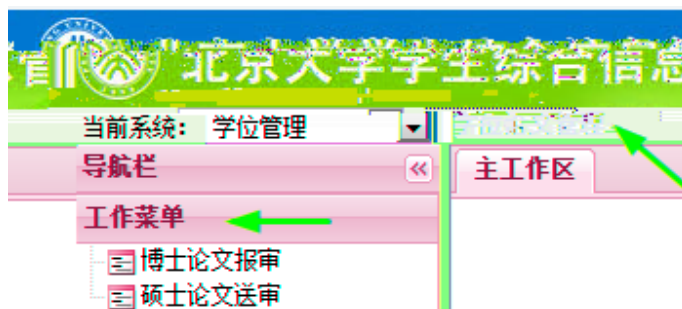 北京大学学生综合信息
当前系统： 学位管理
导航栏
主工作区
工作菜单
博士论文报审
硕士论文送审